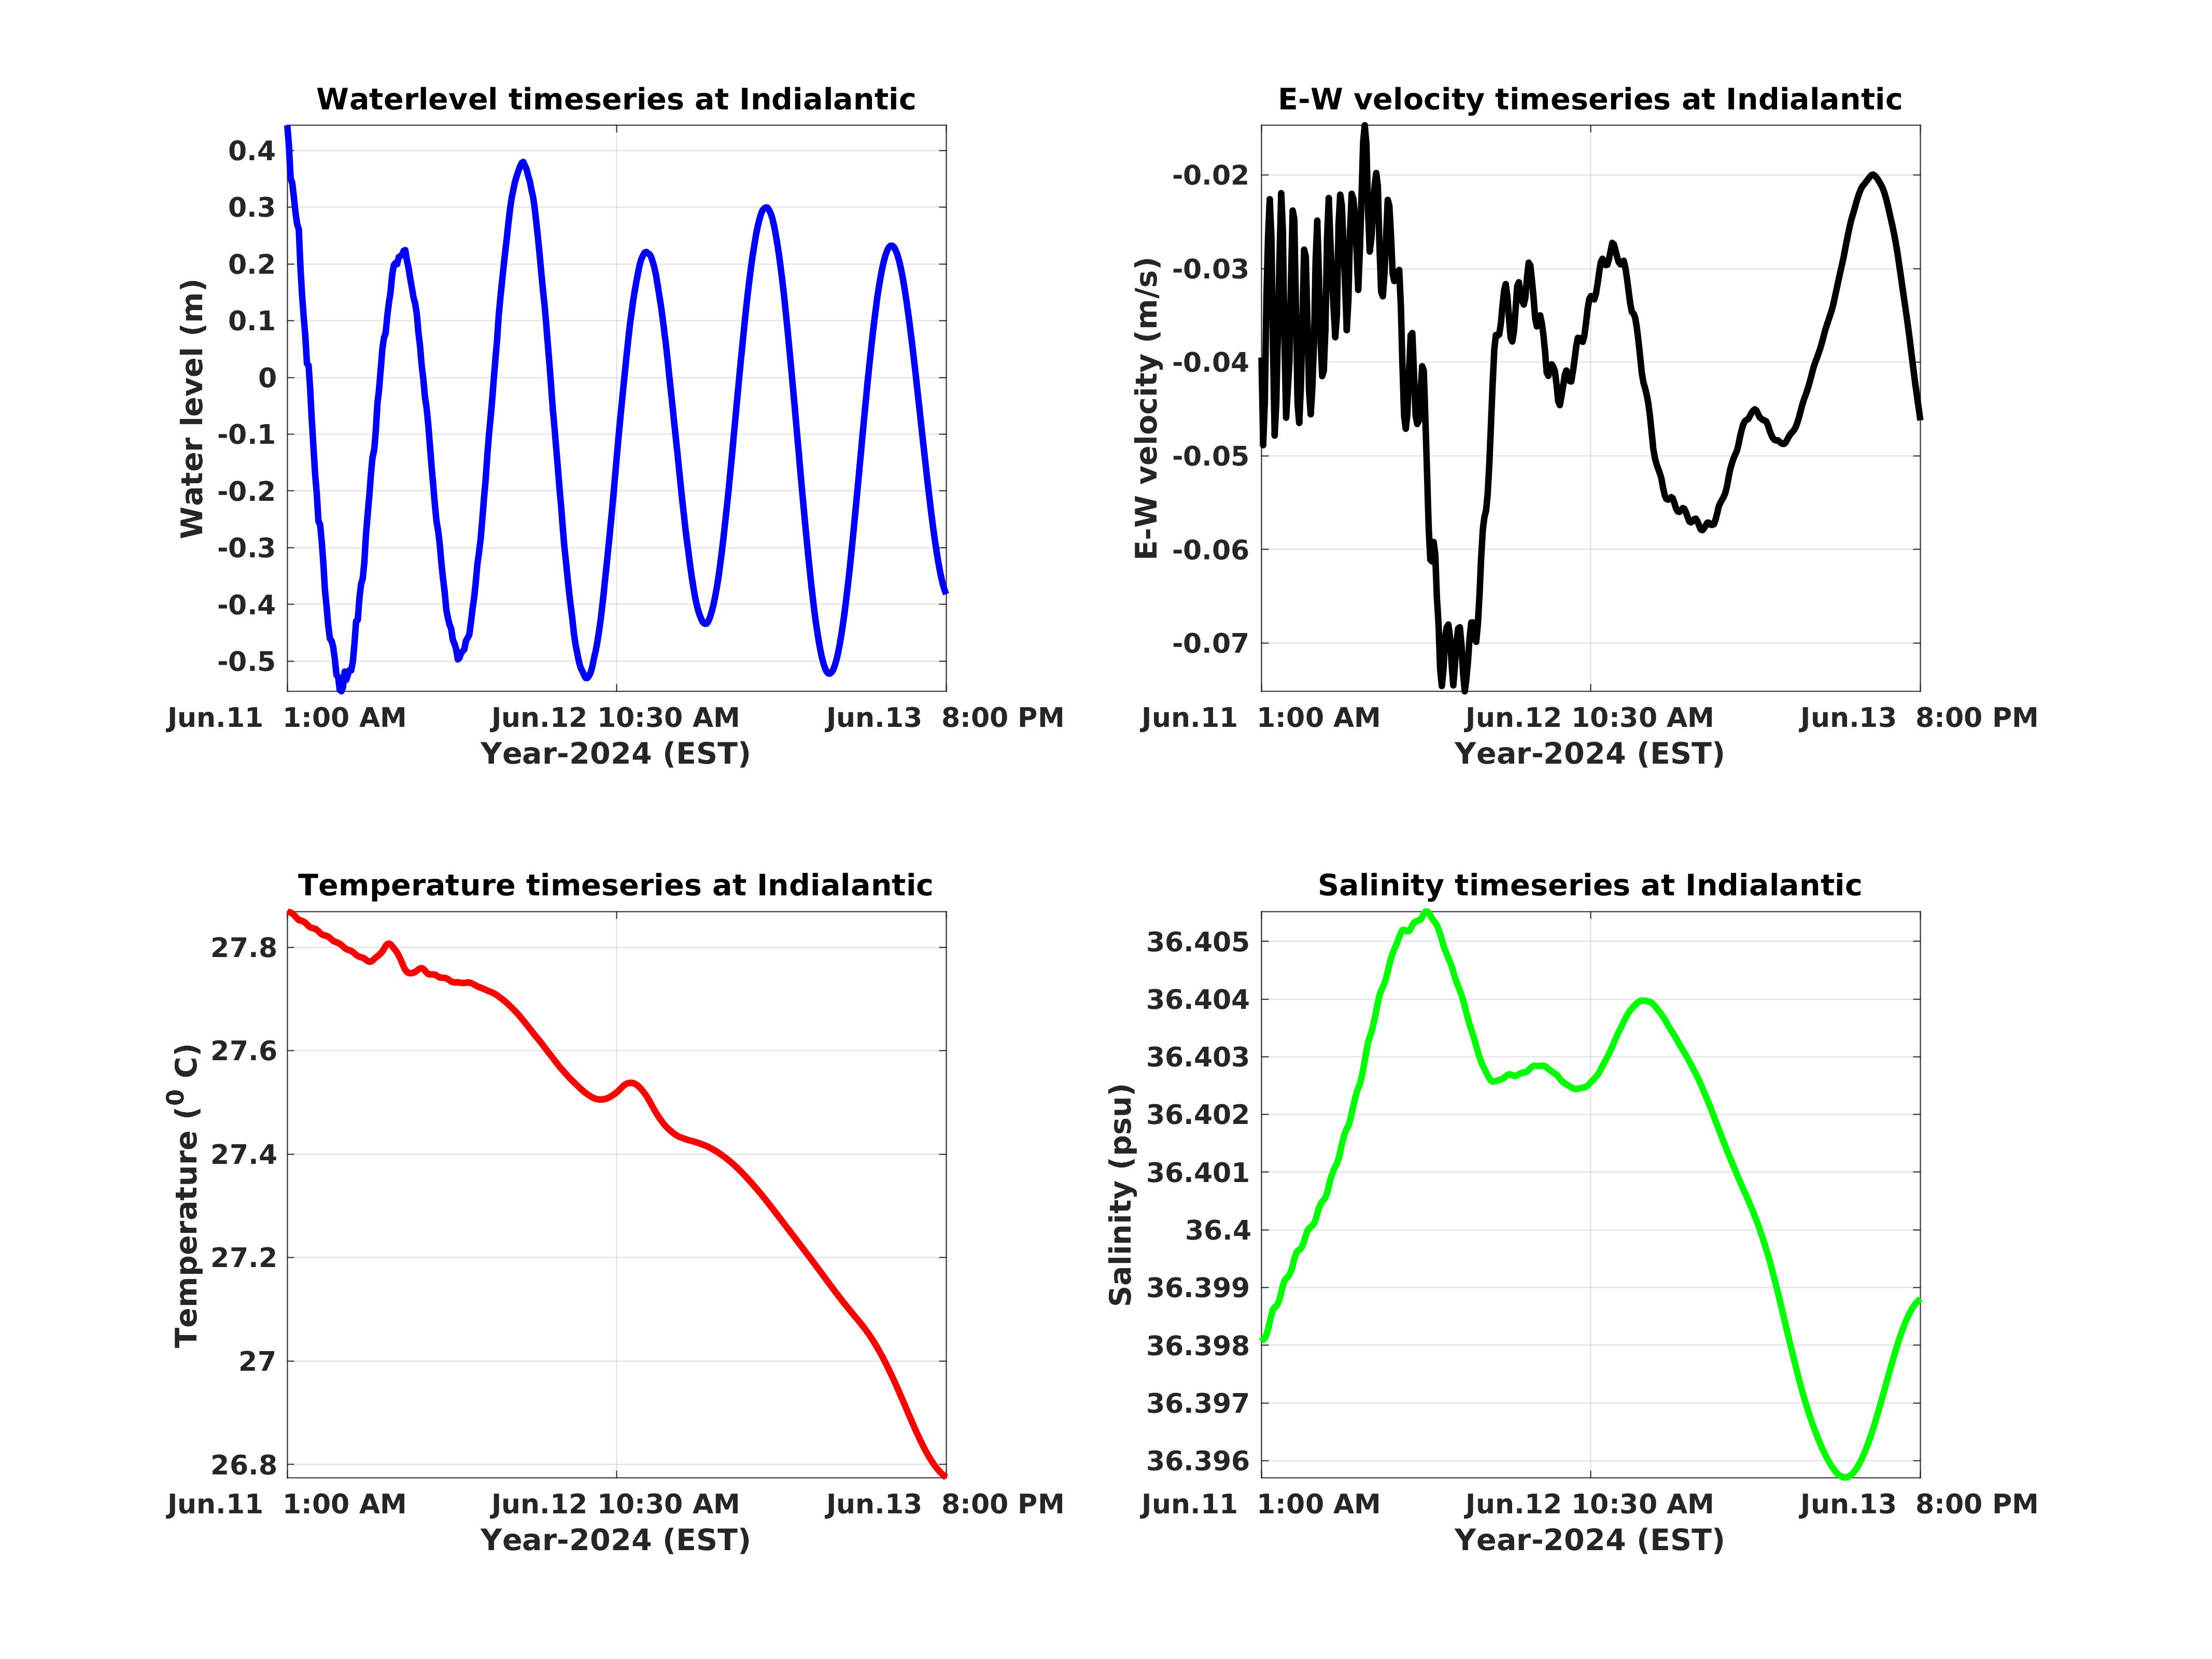 Waterlevel timeseries at Indialantic
Water level (m)
0.4
0.3
0.2
0.1
0
-0.1
-0.2
-0.3
-0.4
-0.5
Jun.11 1:00 AM
Jun.12 10:30 AM
Jun.13 8:00 PM
Year-2024 (EST)
E-W velocity timeseries at Indialantic
E-W velocity (m/s)
-0.02
-0.03
-0.04
-0.05
-0.06
-0.07
Jun.11 1:00 AM
Jun.12 10:30 AM
Jun.13 8:00 PM
Year-2024 (EST)
Temperature timeseries at Indialantic
Temperature (⁰ C)
27.8
27.6
27.4
27.2
27
26.8
Jun.11 1:00 AM
Jun.12 10:30 AM
Jun.13 8:00 PM
Year-2024 (EST)
Salinity timeseries at Indialantic
Salinity (psu)
36.405
36.404
36.403
36.402
36.401
36.4
36.399
36.398
36.397
36.396
Jun.11 1:00 AM
Jun.12 10:30 AM
Jun.13 8:00 PM
Year-2024 (EST)